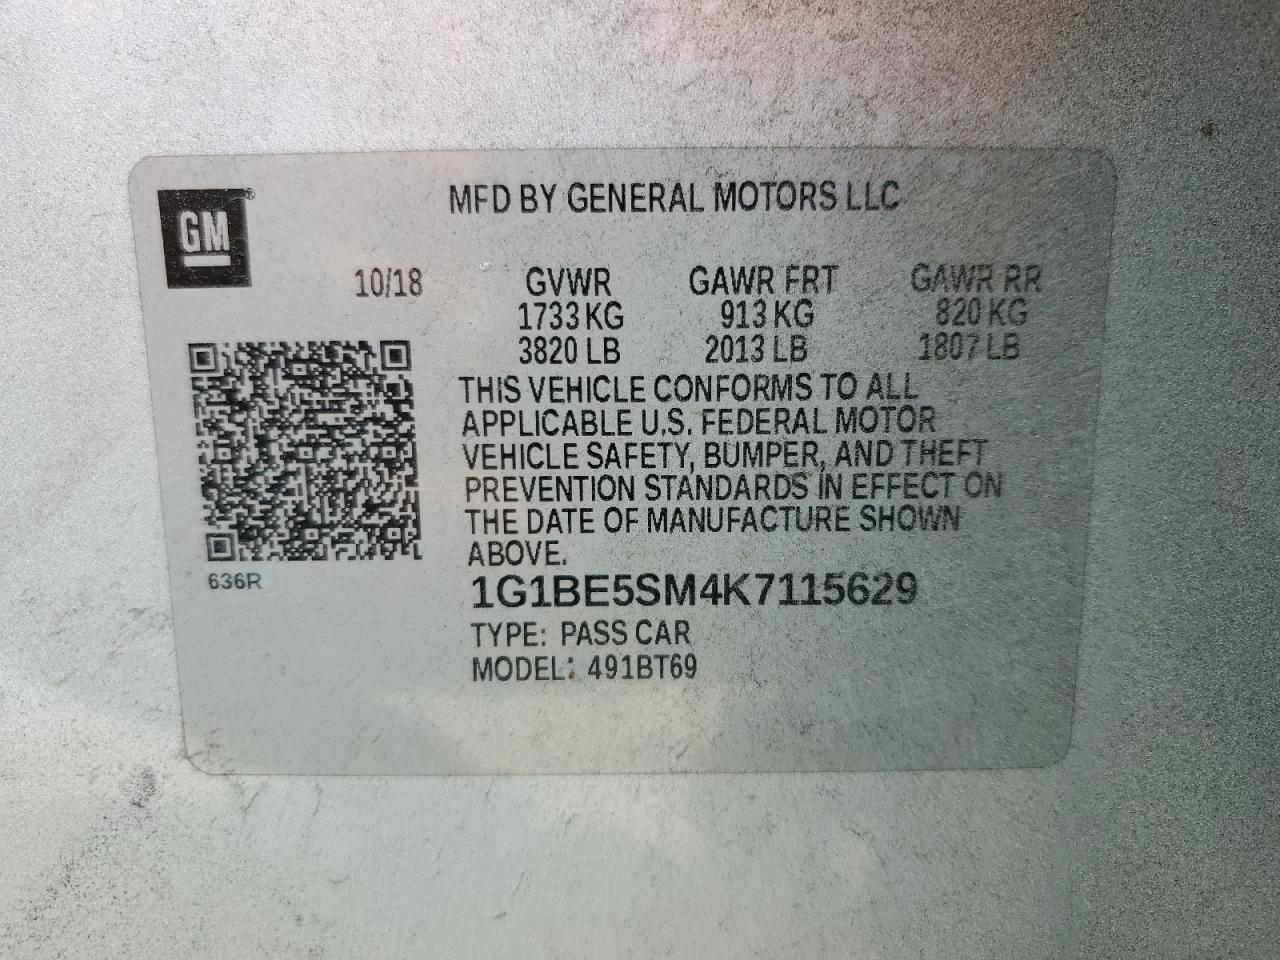 GM
MFD BY GENERAL MOTORS LLC
10/18 GVWR GAWR FRT GAWR RR
1733 KG 913 KG 820 KG
3820 LB 2013 LB 1807 LB
THIS VEHICLE CONFORMS TO ALL
APPLICABLE U.S. FEDERAL MOTOR
VEHICLE SAFETY, BUMPER, AND THEFT
PREVENTION STANDARDS IN EFFECT ON
THE DATE OF MANUFACTURE SHOWN
ABOVE.
636R
1G1BE5SM4K7115629
TYPE: PASS CAR
MODEL: 491BT69